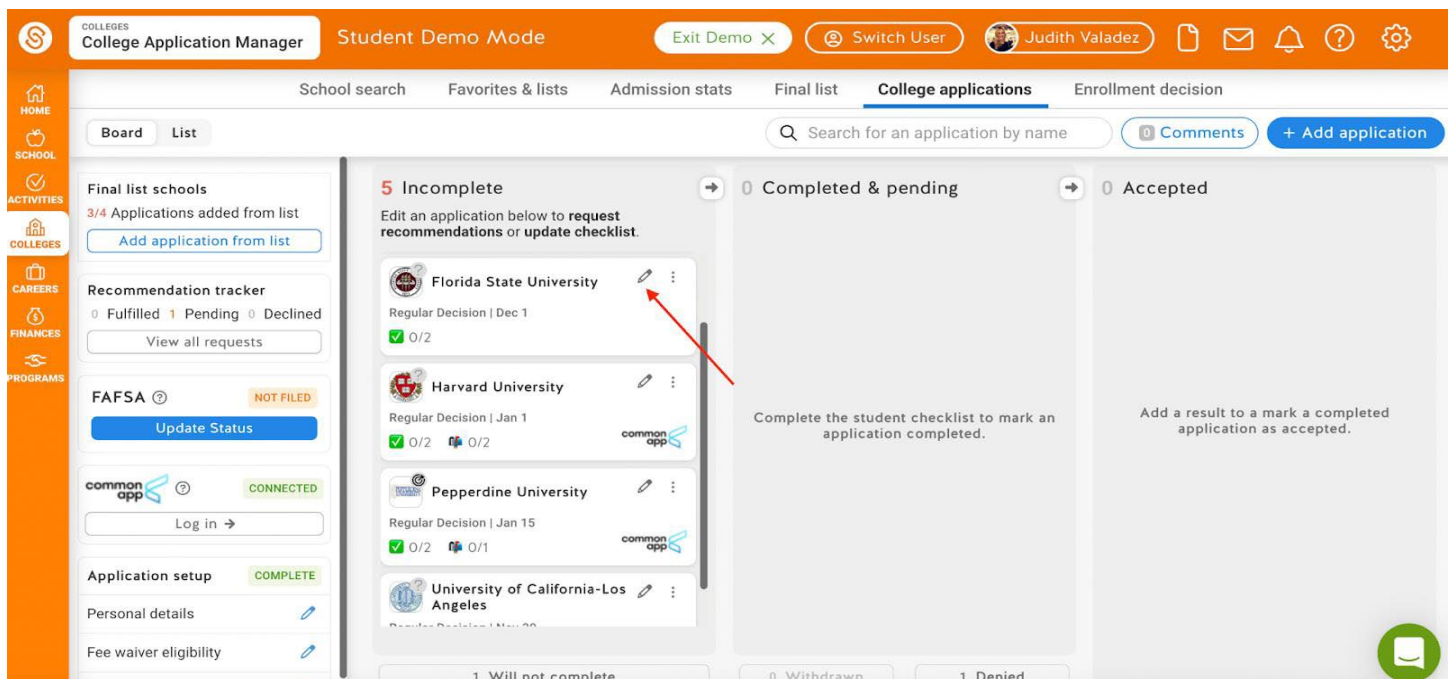 COLLEGES
College Application Manager
Student Demo Mode
Exit Demo X
Switch User
Judith Valadez
HOME
SCHOOL
ACTIVITIES
COLLEGES
CAREERS
FINANCES
PROGRAMS
School search
Favorites & lists
Admission stats
Final list
College applications
Enrollment decision
Board
List
Search for an application by name
0 Comments
+ Add application
Final list schools
3/4 Applications added from list
Add application from list
Recommendation tracker
0 Fulfilled 1 Pending 0 Declined
View all requests
FAFSA
NOT FILED
Update Status
common app
CONNECTED
Log in →
Application setup
COMPLETE
Personal details
Fee waiver eligibility
5 Incomplete
Edit an application below to request
recommendations or update checklist.
Florida State University
Regular Decision | Dec 1
0/2
Harvard University
Regular Decision | Jan 1
0/2 0/2
common app
Pepperdine University
Regular Decision | Jan 15
0/2 0/1
common app
University of California-Los
Angeles
Regular Decision | Nov 30
1 Will not complete
0 Completed & pending
Complete the student checklist to mark an
application completed.
0 Withdrawn
1 Denied
0 Accepted
Add a result to a mark a completed
application as accepted.